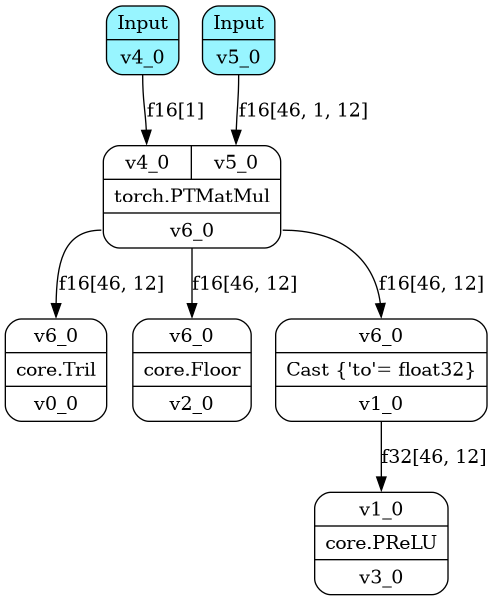 Input
v4_0
Input
v5_0
f16[1]
f16[46, 1, 12]
v4_0
v5_0
torch.PTMatMul
v6_0
f16[46, 12]
f16[46, 12]
f16[46, 12]
v6_0
core.Tril
v0_0
v6_0
core.Floor
v2_0
v6_0
Cast {'to'= float32}
v1_0
f32[46, 12]
v1_0
core.PReLU
v3_0